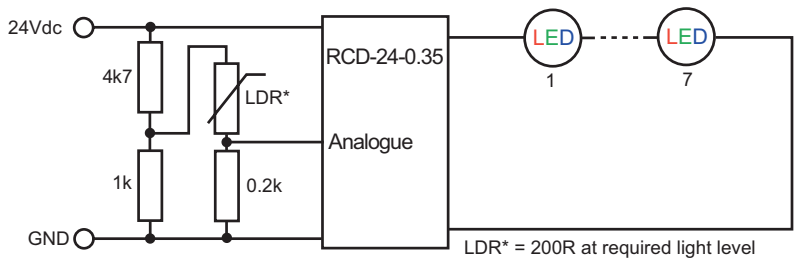 24Vdc
4k7
LDR*
RCD-24-0.35
LED
LED
1
7
Analogue
1k
0.2k
GND
LDR* = 200R at required light level